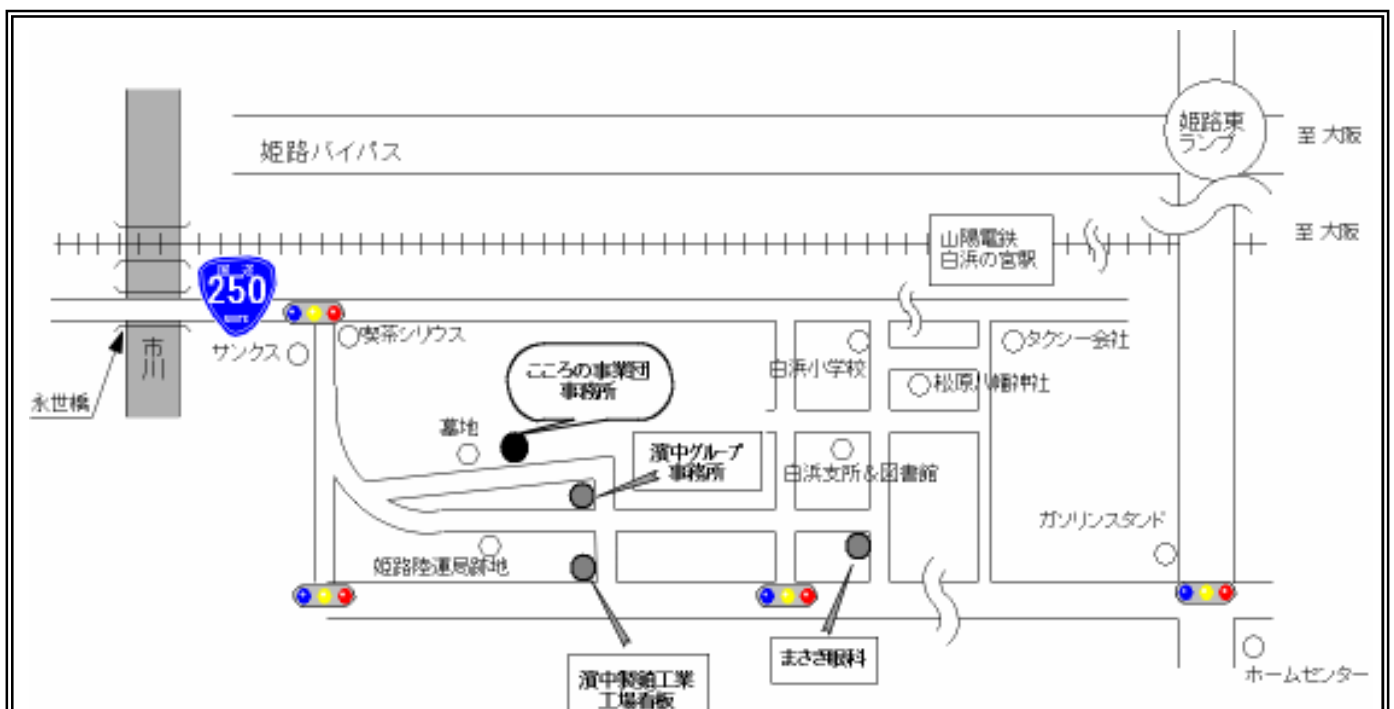 姫路バイパス
姫路東
ランプ
至 大阪
至 大阪
山陽電鉄
白浜の宮駅
国道
250
ROUTE
市川
永世橋
サンクス
喫茶シリウス
こころの事業団
事務所
白浜小学校
タクシー会社
松原八幡神社
墓地
濱中グループ
事務所
白浜支所&図書館
ガソリンスタンド
姫路陸運局跡地
まさき眼科
濵中製鎖工業
工場看板
ホームセンター